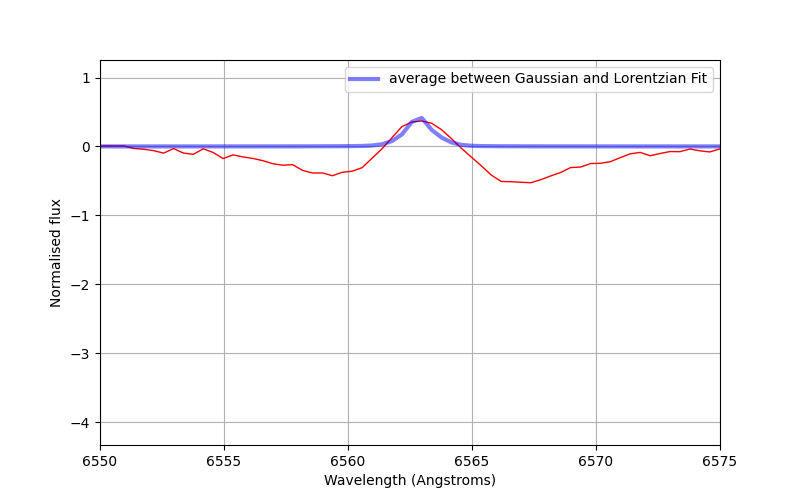 average between Gaussian and Lorentzian Fit
1
0
−1
−2
−3
−4
Normalised flux
6550 6555 6560 6565 6570 6575
Wavelength (Angstroms)